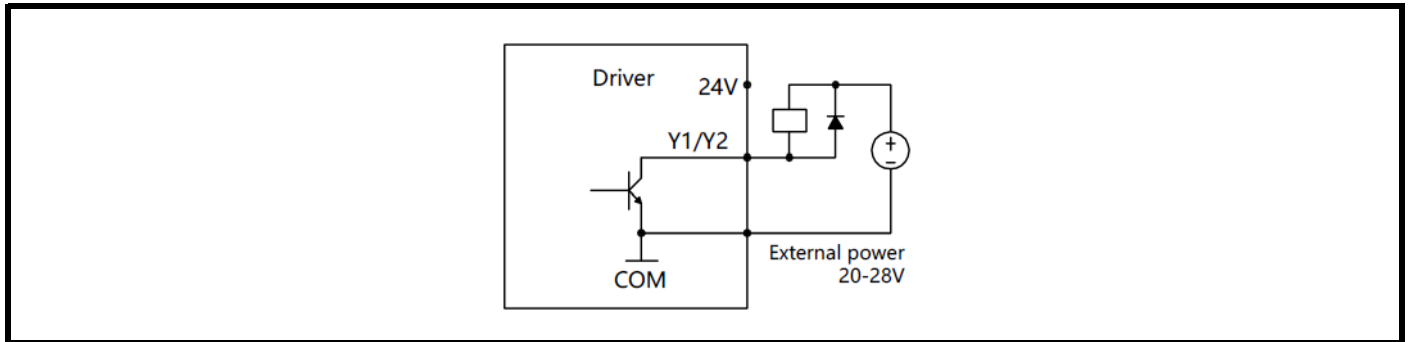 Driver
24V
Y1/Y2
+
−
External power
20-28V
COM